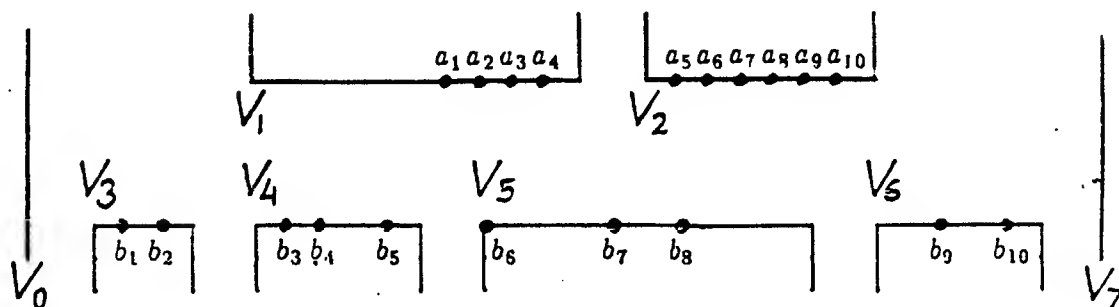 a₁ a₂ a₃ a₄ a₅ a₆ a₇ a₈ a₉ a₁₀
V₁ V₂
V₃ V₄ V₅ V₆
b₁ b₂ b₃ b₄ b₅ b₆ b₇ b₈ b₉ b₁₀
V₀ V₇